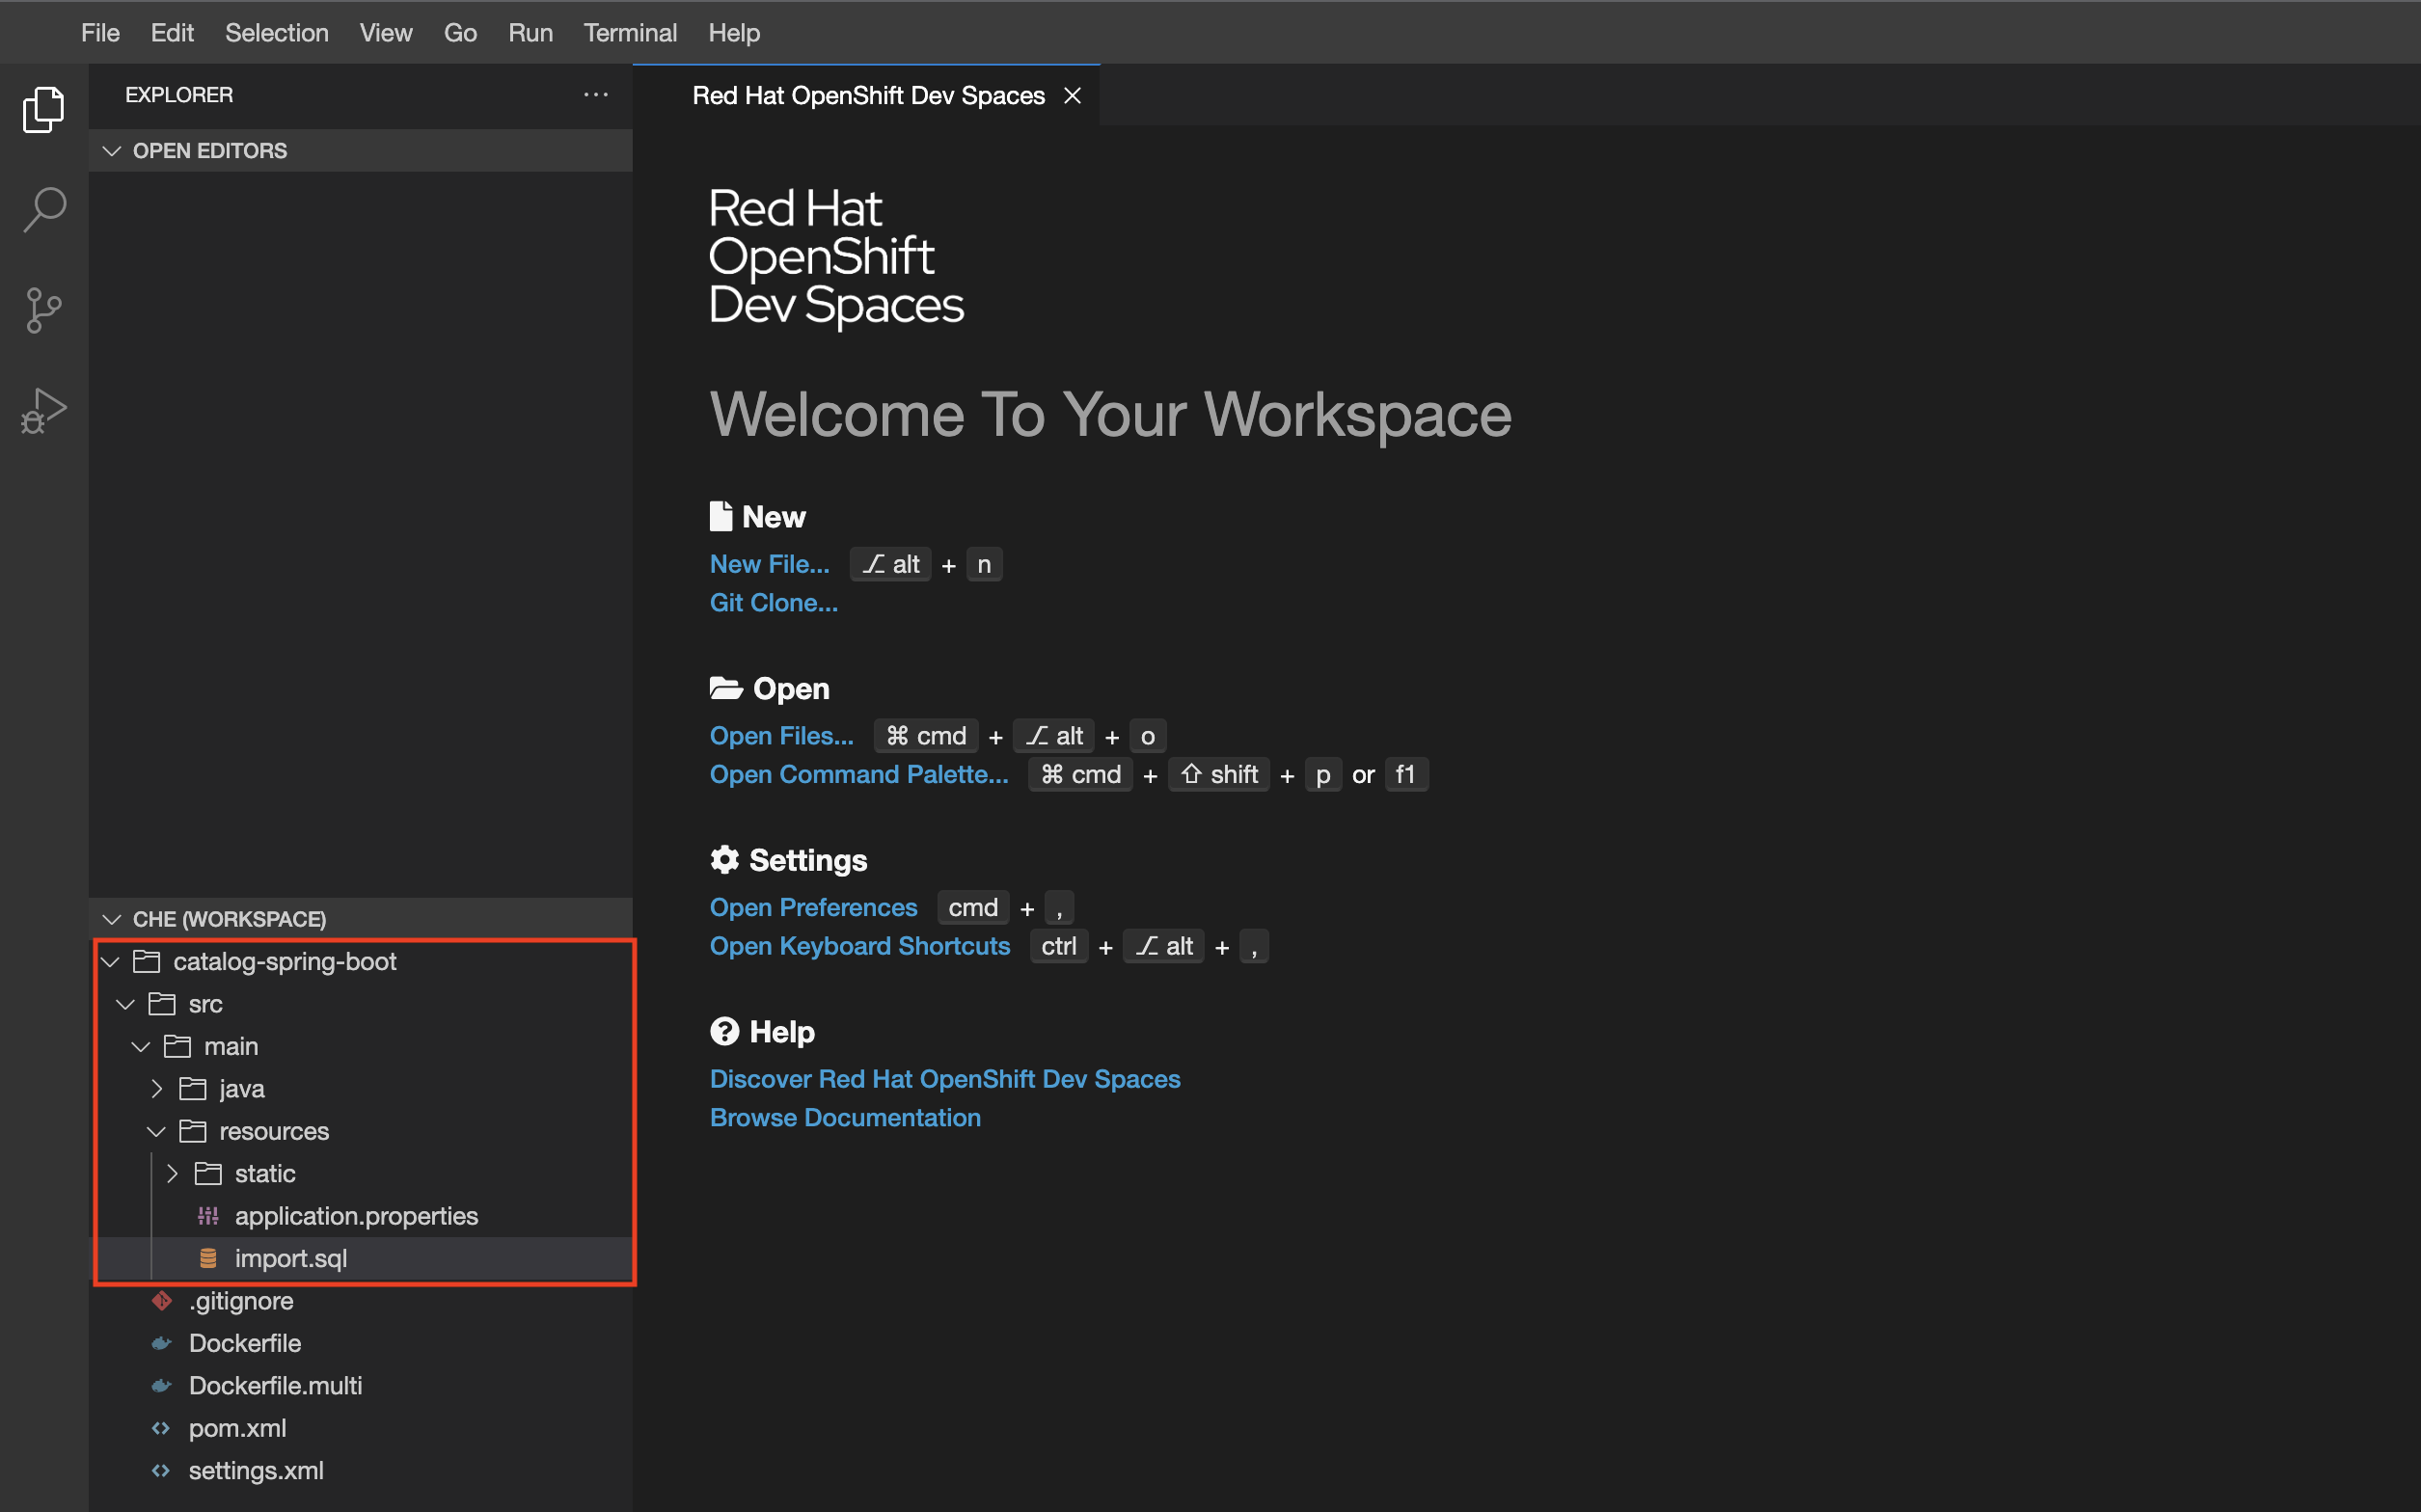 File Edit Selection View Go Run Terminal Help
EXPLORER
OPEN EDITORS
CHE (WORKSPACE)
catalog-spring-boot
src
main
java
resources
static
application.properties
import.sql
.gitignore
Dockerfile
Dockerfile.multi
pom.xml
settings.xml
Red Hat OpenShift Dev Spaces
Red Hat
OpenShift
Dev Spaces
Welcome To Your Workspace
New
New File... ⌥ alt + n
Git Clone...
Open
Open Files... ⌘ cmd + ⌥ alt + o
Open Command Palette... ⌘ cmd + ⇧ shift + p or f1
Settings
Open Preferences cmd + ,
Open Keyboard Shortcuts ctrl + ⌥ alt + ,
Help
Discover Red Hat OpenShift Dev Spaces
Browse Documentation